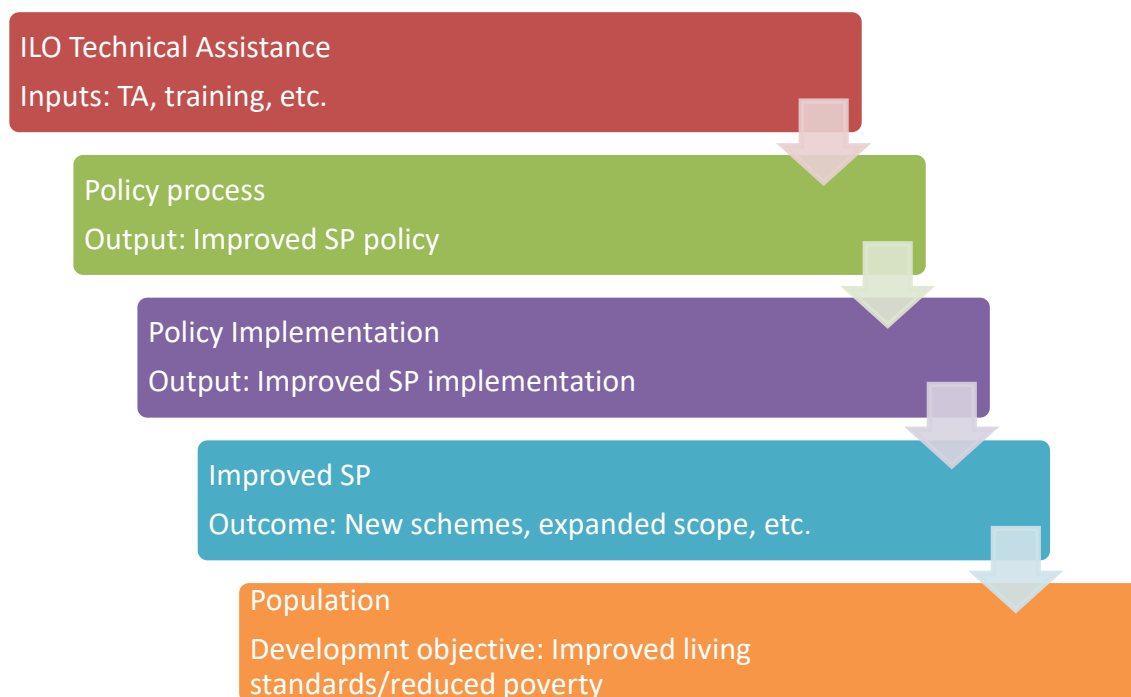 ILO Technical Assistance
Inputs: TA, training, etc.
Policy process
Output: Improved SP policy
Policy Implementation
Output: Improved SP implementation
Improved SP
Outcome: New schemes, expanded scope, etc.
Population
Developmnt objective: Improved living
standards/reduced poverty